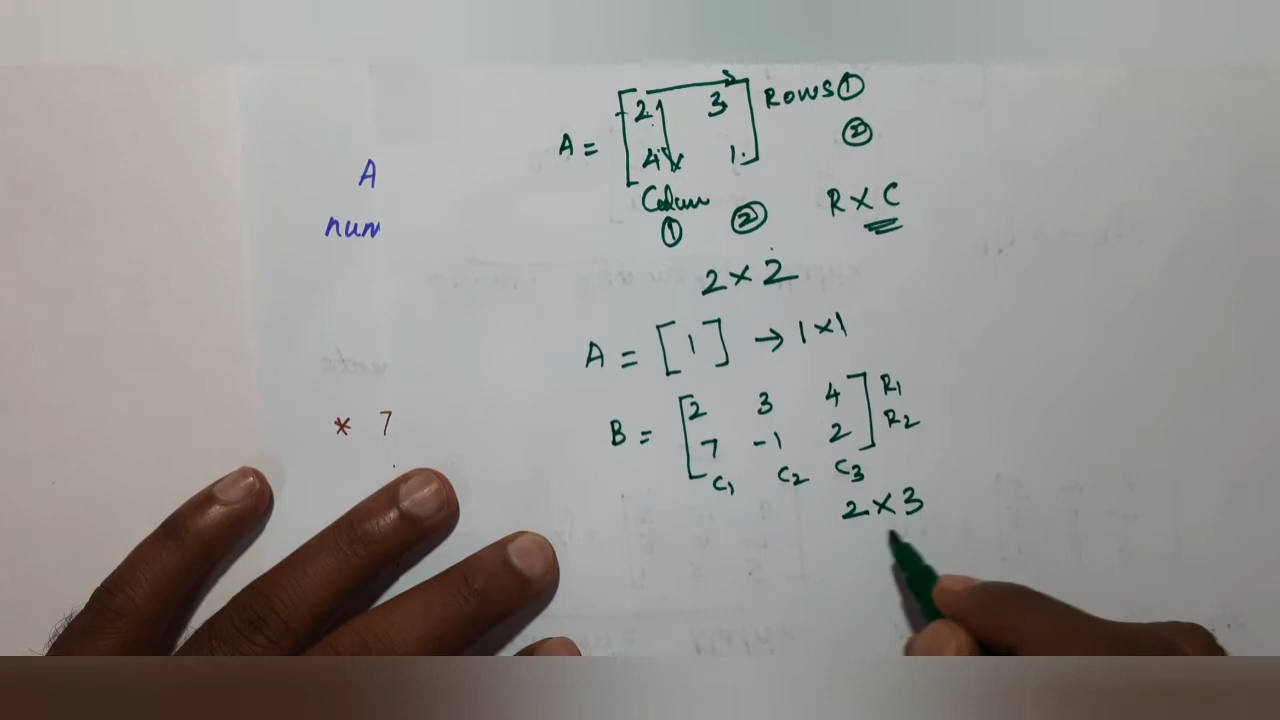 A = [ 2 3 ] ROWS ①
4 1 ②
① ② R X C
2 × 2
A = [ 1 ] → 1×1
B = [ 2 3 4 ] R1
7 -1 2 R2
C1 C2 C3
2 × 3
A
num
* 7